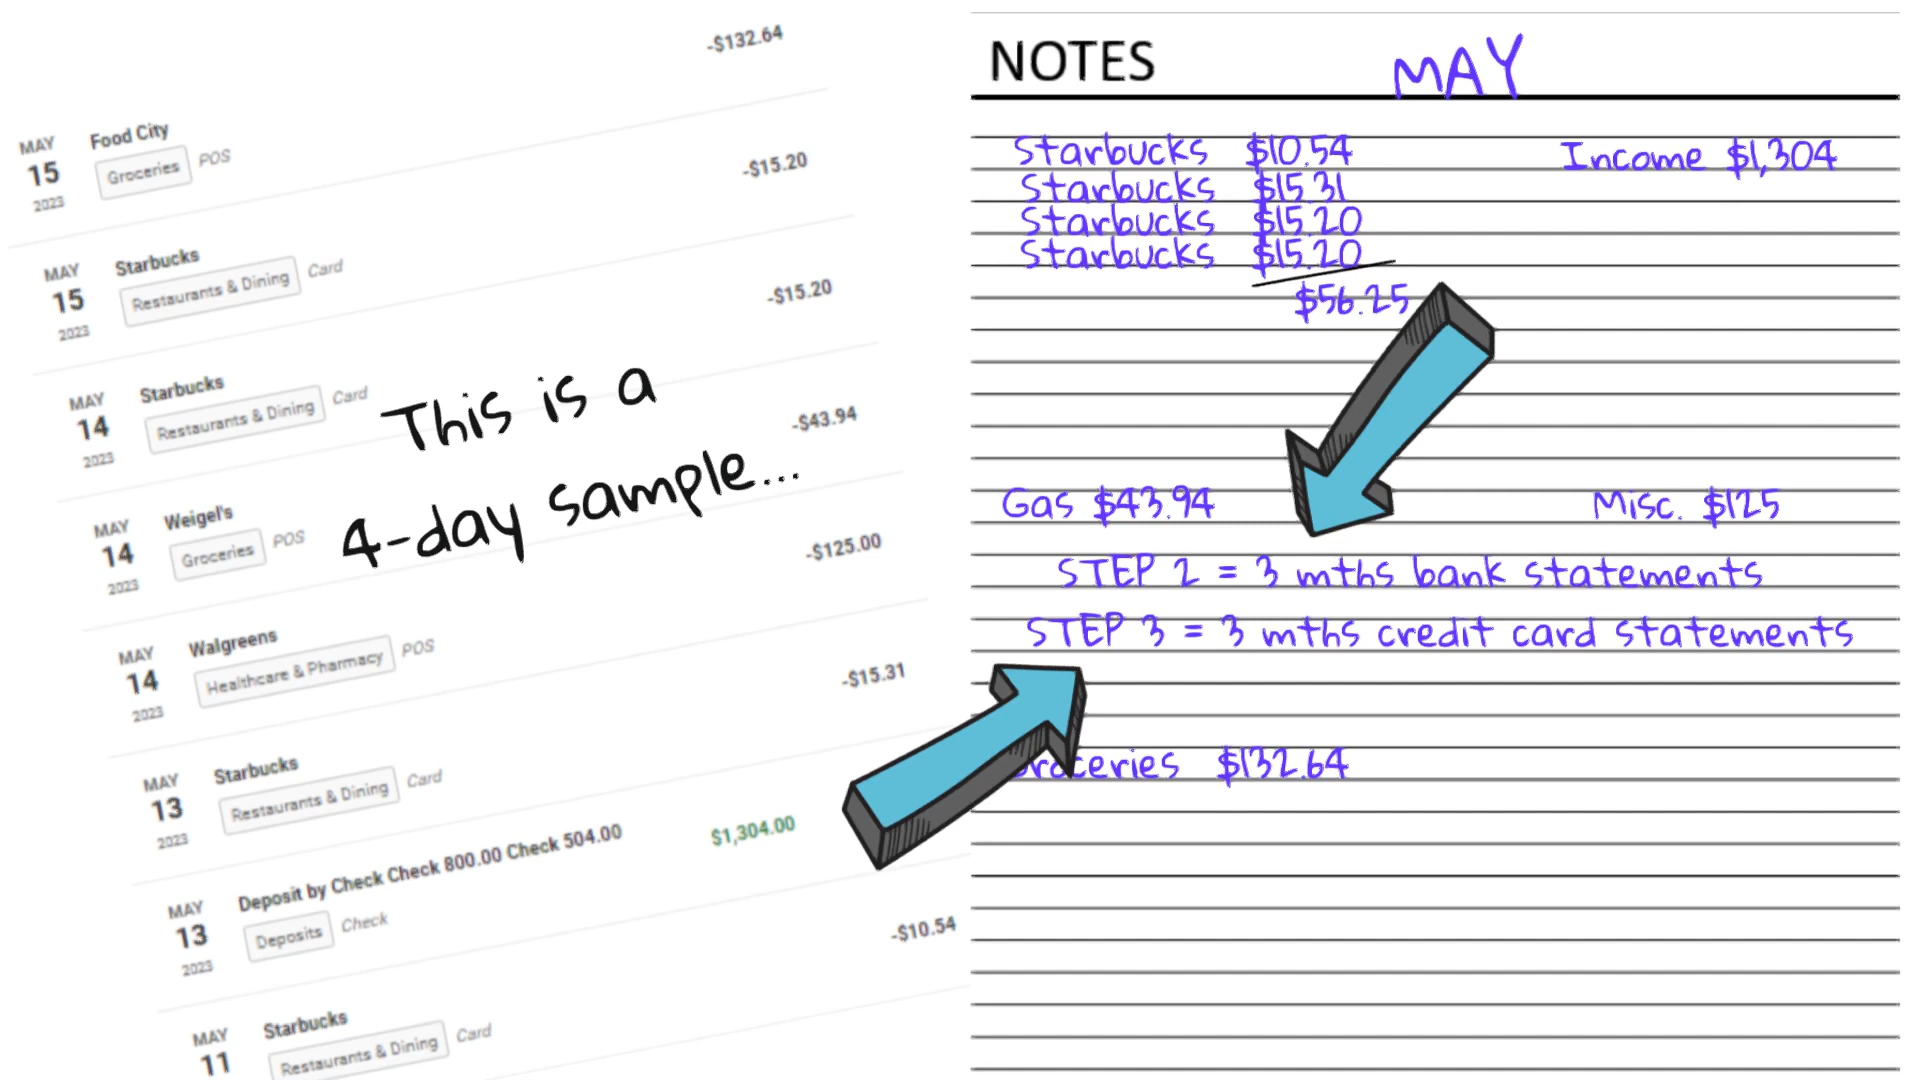 -$132.64
MAY 15 2023 Food City
Groceries POS
-$15.20
MAY 15 2023 Starbucks
Restaurants & Dining Card
-$15.20
MAY 14 2023 Starbucks
Restaurants & Dining Card
-$43.94
MAY 14 2023 Weigel's
Groceries POS
-$125.00
MAY 14 2023 Walgreens
Healthcare & Pharmacy POS
-$15.31
MAY 13 2023 Starbucks
Restaurants & Dining Card
MAY 13 2023 Deposit by Check Check 800.00 Check 504.00 $1,304.00
Deposits Check
-$10.54
MAY 11 Starbucks
Restaurants & Dining Card
This is a
4-day sample...
NOTES MAY
Starbucks $10.54 Income $1,304
Starbucks $15.31
Starbucks $15.20
Starbucks $15.20
$56.25
Gas $43.94 Misc. $125
STEP 2 = 3 mths bank statements
STEP 3 = 3 mths credit card statements
roceries $132.64